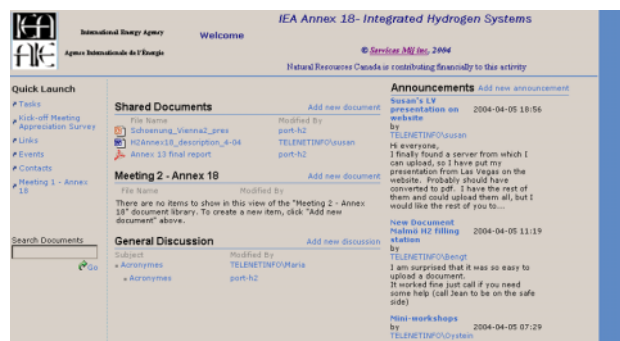 IEA
AIE
International Energy Agency
Agence Internationale de l'Énergie
Welcome
IEA Annex 18- Integrated Hydrogen Systems
© Services MIJ inc, 2004
Natural Resources Canada is contributing financially to this activity
Quick Launch
Tasks
Kick-off Meeting
Appreciation Survey
Links
Events
Contacts
Meeting 1 - Annex
18
Search Documents
Go
Shared Documents
Add new document
File Name Modified By
Schoenung_Vienna2_pres port-h2
H2Annex18_description_4-04 TELENETINFO\susan
Annex 13 final report port-h2
Meeting 2 - Annex 18
Add new document
File Name Modified By
There are no items to show in this view of the "Meeting 2 - Annex
18" document library. To create a new item, click "Add new
document" above.
General Discussion
Add new discussion
Subject Modified By
Acronymes TELENETINFO\Maria
Acronymes port-h2
Announcements Add new announcement
Susan's LV
presentation on 2004-04-05 18:56
website
by
TELENETINFO\susan
Hi everyone,
I finally found a server from which I
can upload, so I have put my
presentation from Las Vegas on the
website. Probably should have
converted to pdf. I have the rest of
them and could upload them all, but I
would like the rest of you to...
New Document
Malmö H2 filling 2004-04-05 11:19
station
by
TELENETINFO\Bengt
I am surprised that it was so easy to
upload a document.
It worked fine just call if you need
some help (call Jean to be on the safe
side)
Mini-workshops
by 2004-04-05 07:29
TELENETINFO\Oystein